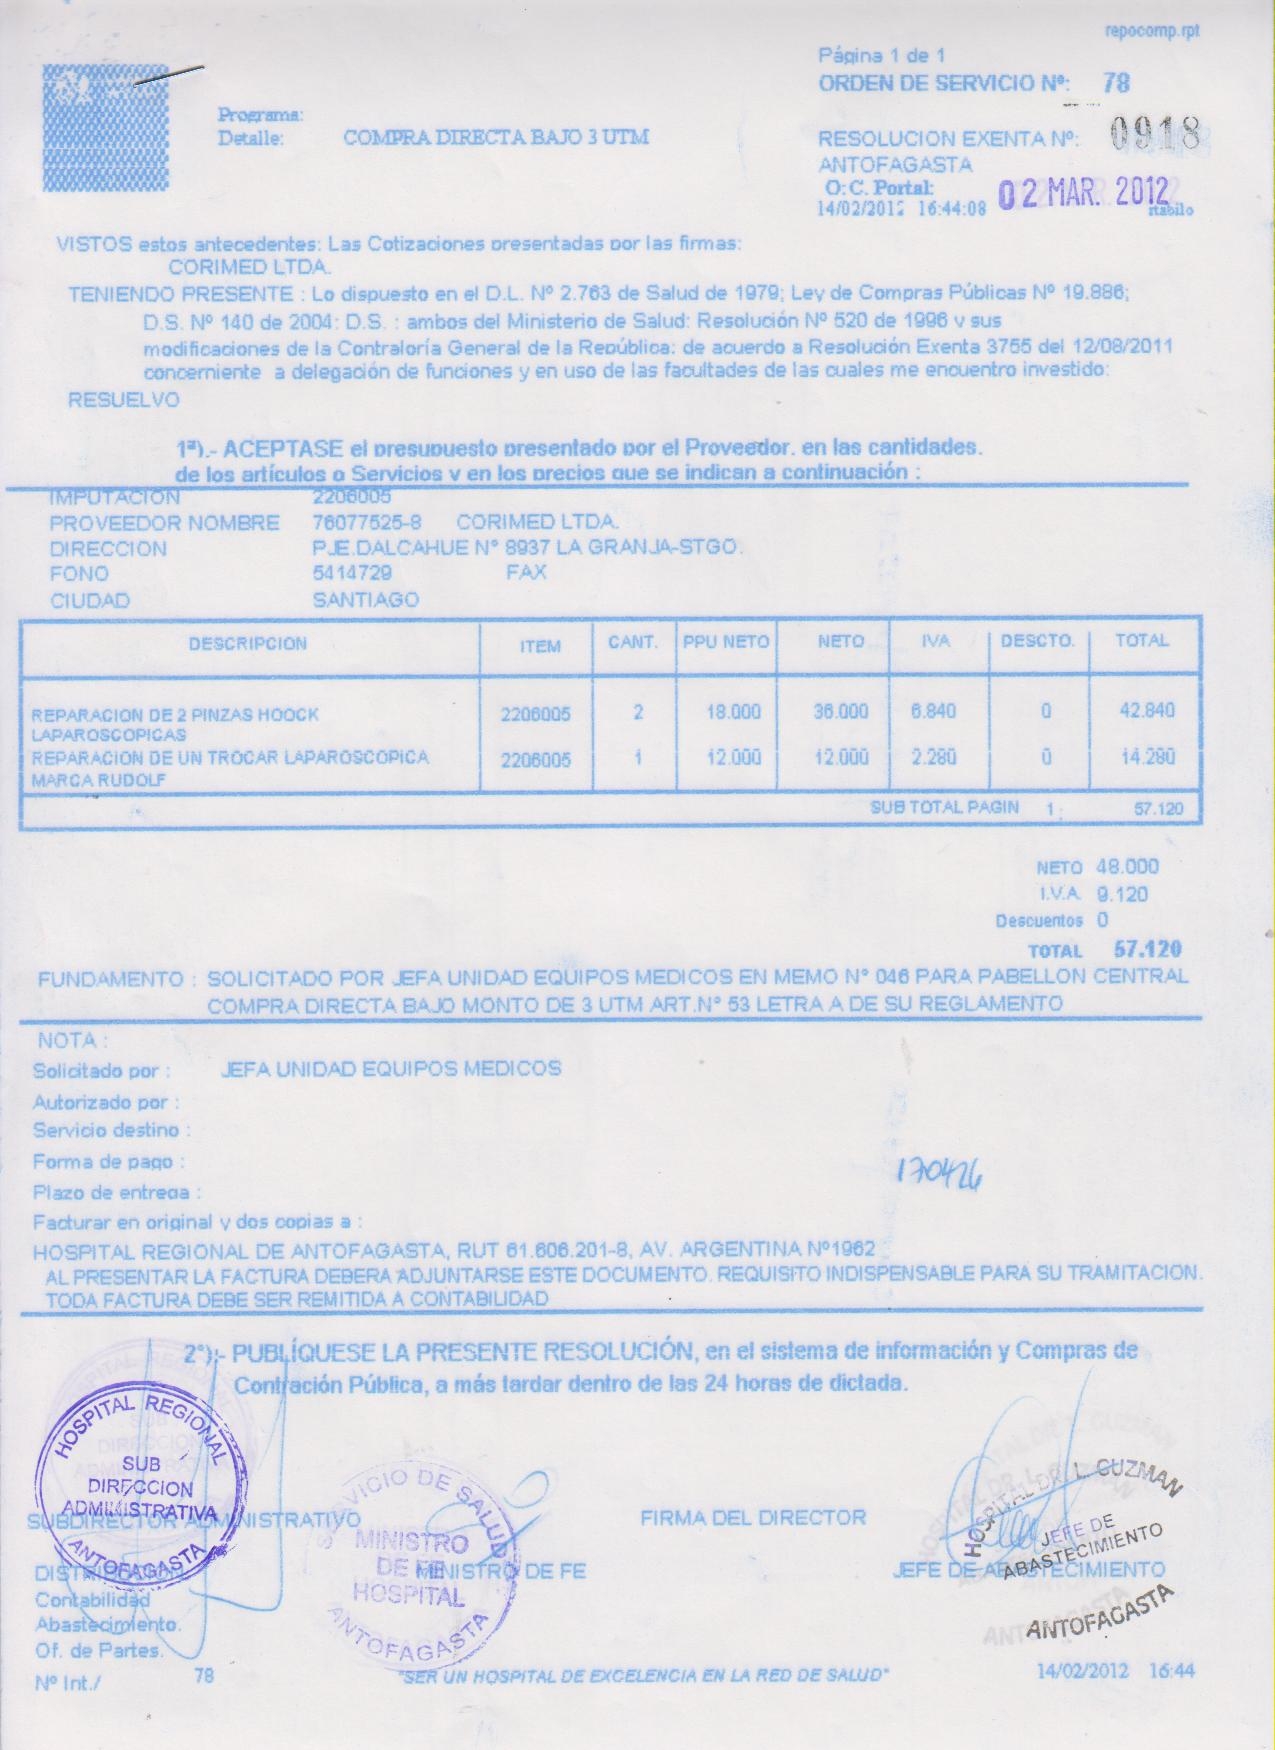 repocomp.rpt
Página 1 de 1
ORDEN DE SERVICIO Nº: 78
Programa:
Detalle: COMPRA DIRECTA BAJO 3 UTM
RESOLUCION EXENTA Nº: 0918
ANTOFAGASTA
O:C. Portal:
02 MAR. 2012
14/02/2012 16:44:08 rtabilo
VISTOS estos antecedentes: Las Cotizaciones presentadas por las firmas:
CORIMED LTDA.
TENIENDO PRESENTE : Lo dispuesto en el D.L. Nº 2.763 de Salud de 1979; Ley de Compras Públicas Nº 19.886;
D.S. Nº 140 de 2004: D.S. : ambos del Ministerio de Salud: Resolución Nº 520 de 1996 v sus
modificaciones de la Contraloría General de la República: de acuerdo a Resolución Exenta 3755 del 12/08/2011
concerniente a delegación de funciones y en uso de las facultades de las cuales me encuentro investido:
RESUELVO
1ª).- ACEPTASE el presupuesto presentado por el Proveedor. en las cantidades.
de los artículos o Servicios v en los precios que se indican a continuación :
IMPUTACION 2206005
PROVEEDOR NOMBRE 76077525-8 CORIMED LTDA.
DIRECCION PJE.DALCAHUE Nº 8937 LA GRANJA-STGO.
FONO 5414729 FAX
CIUDAD SANTIAGO
DESCRIPCION ITEM CANT. PPU NETO NETO IVA DESCTO. TOTAL
REPARACION DE 2 PINZAS HOOCK 2206005 2 18.000 36.000 6.840 0 42.840
LAPAROSCOPICAS
REPARACION DE UN TROCAR LAPAROSCOPICA 2206005 1 12.000 12.000 2.280 0 14.280
MARCA RUDOLF
SUB TOTAL PAGIN 1 : 57.120
NETO 48.000
I.V.A. 9.120
Descuentos 0
TOTAL 57.120
FUNDAMENTO : SOLICITADO POR JEFA UNIDAD EQUIPOS MEDICOS EN MEMO Nº 046 PARA PABELLON CENTRAL
COMPRA DIRECTA BAJO MONTO DE 3 UTM ART.Nº 53 LETRA A DE SU REGLAMENTO
NOTA :
Solicitado por : JEFA UNIDAD EQUIPOS MEDICOS
Autorizado por :
Servicio destino :
Forma de pago :
170426
Plazo de entrega :
Facturar en original y dos copias a :
HOSPITAL REGIONAL DE ANTOFAGASTA, RUT 61.606.201-8, AV. ARGENTINA Nº1962
AL PRESENTAR LA FACTURA DEBERA ADJUNTARSE ESTE DOCUMENTO. REQUISITO INDISPENSABLE PARA SU TRAMITACION.
TODA FACTURA DEBE SER REMITIDA A CONTABILIDAD
2º):- PUBLÍQUESE LA PRESENTE RESOLUCIÓN, en el sistema de información y Compras de
Contración Pública, a más tardar dentro de las 24 horas de dictada.
HOSPITAL REGIONAL
SUB
DIRECCION
ADMINISTRATIVA
ANTOFAGASTA
SERVICIO DE SALUD
MINISTRO
DE FE
HOSPITAL
ANTOFAGASTA
HOSPITAL DR. L. GUZMAN
JEFE DE
ABASTECIMIENTO
ANTOFAGASTA
SUBDIRECTOR ADMINISTRATIVO
FIRMA DEL DIRECTOR
MINISTRO DE FE
JEFE DE ABASTECIMIENTO
Contabilidad
Abastecimiento.
Of. de Partes.
Nº Int./ 78
"SER UN HOSPITAL DE EXCELENCIA EN LA RED DE SALUD"
14/02/2012 16:44